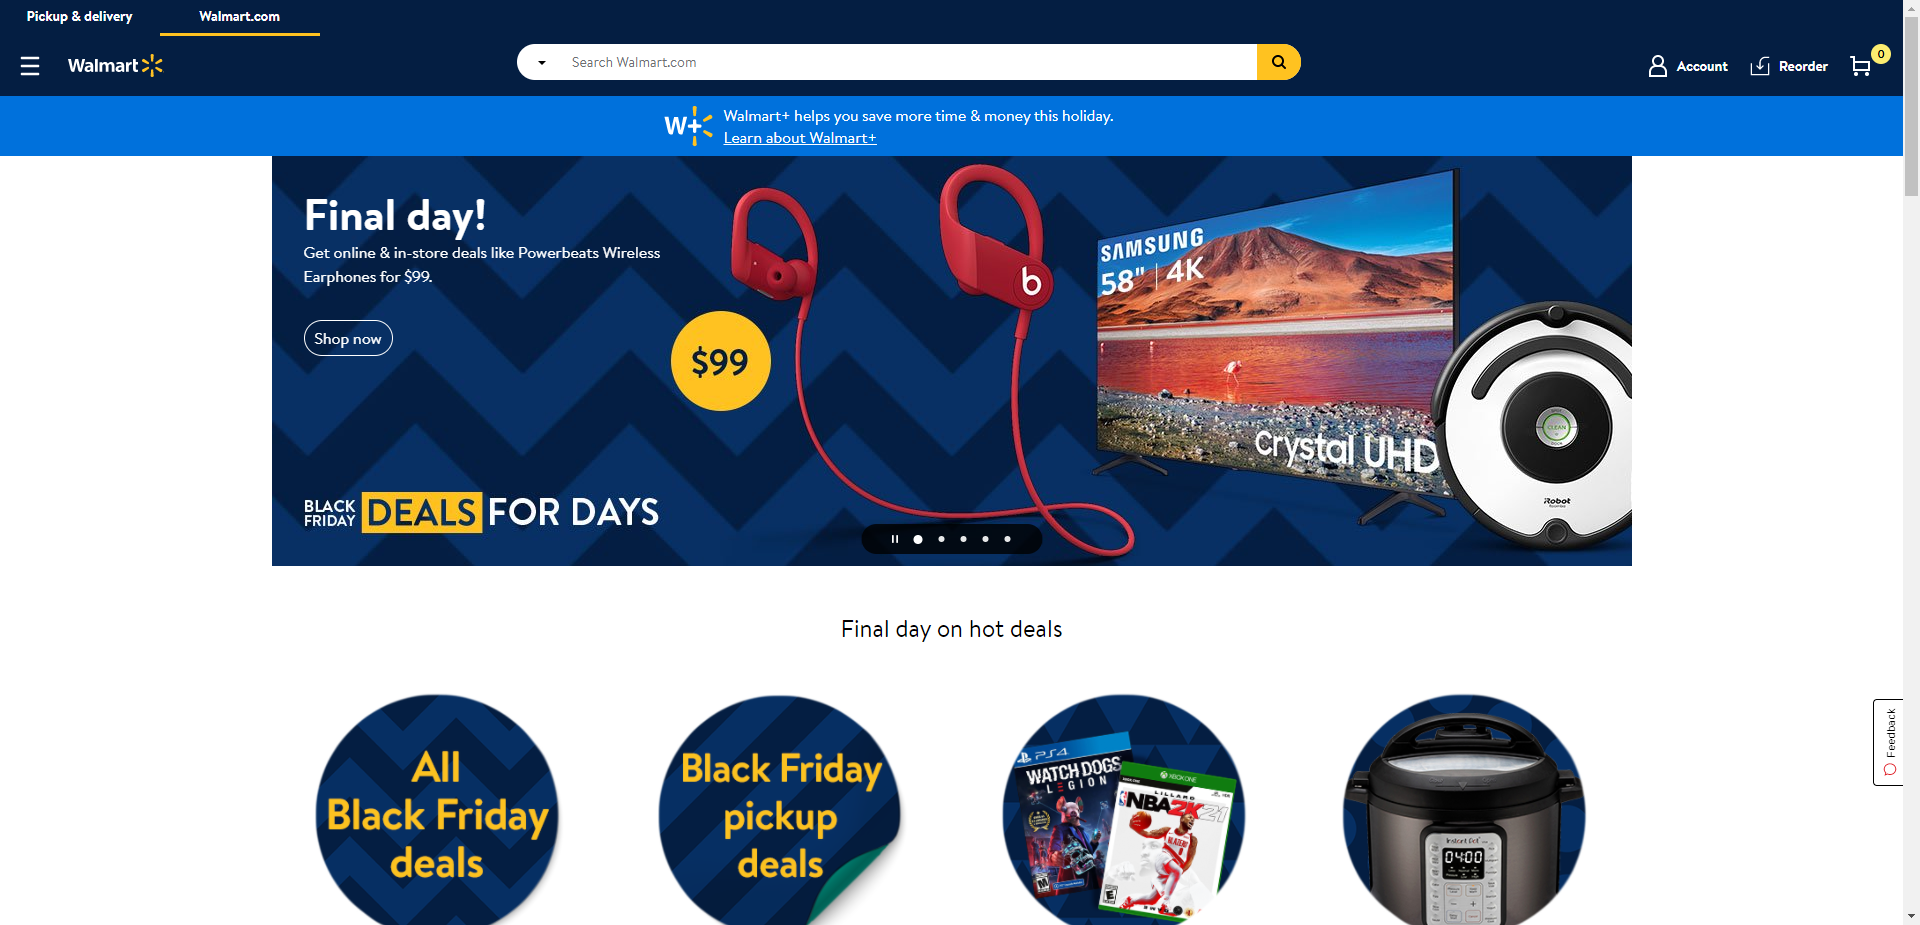 Pickup & delivery
Walmart.com
Walmart
Search Walmart.com
Account
Reorder
0
W+
Walmart+ helps you save more time & money this holiday.
Learn about Walmart+
Final day!
Get online & in-store deals like Powerbeats Wireless
Earphones for $99.
Shop now
$99
b
SAMSUNG
58" | 4K
Crystal UHD
CLEAN
iRobot
BLACK
FRIDAY
DEALS FOR DAYS
Final day on hot deals
All
Black Friday
deals
Black Friday
pickup
deals
PS4
WATCH DOGS
LEGION
XBOX ONE
LILLARD
NBA 2K21
Instant Pot
04:00
Feedback